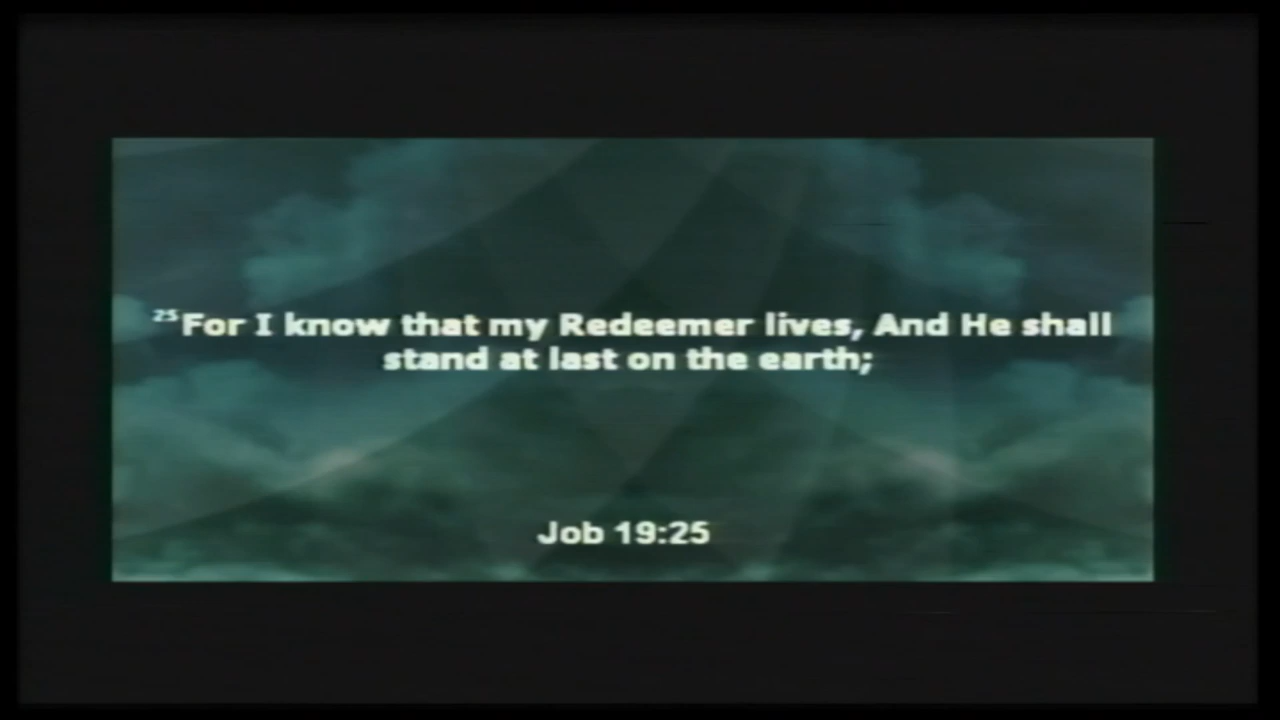 25For I know that my Redeemer lives, And He shall
stand at last on the earth;
Job 19:25